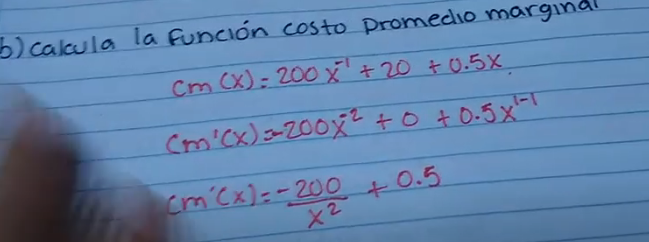 b) calcula la función costo promedio marginal
Cm(x)=200x⁻¹+20+0.5x
Cm'(x)=-200x⁻²+0+0.5x¹⁻¹
Cm'(x)=-200/x²+0.5